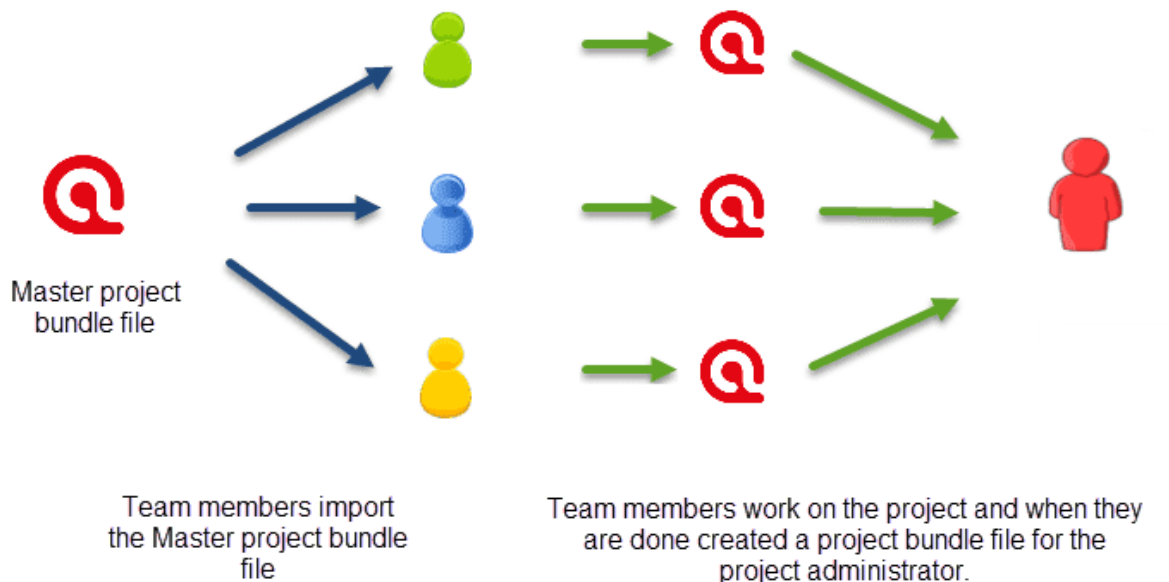 Master project
bundle file
Team members import
the Master project bundle
file
Team members work on the project and when they
are done created a project bundle file for the
project administrator.